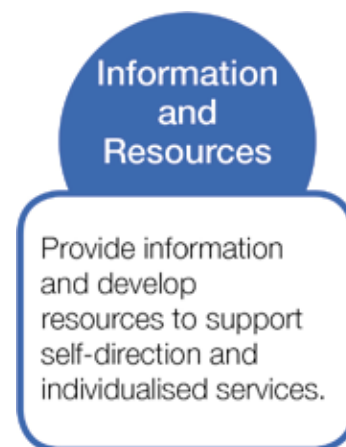 Information
and
Resources
Provide information
and develop
resources to support
self-direction and
individualised services.